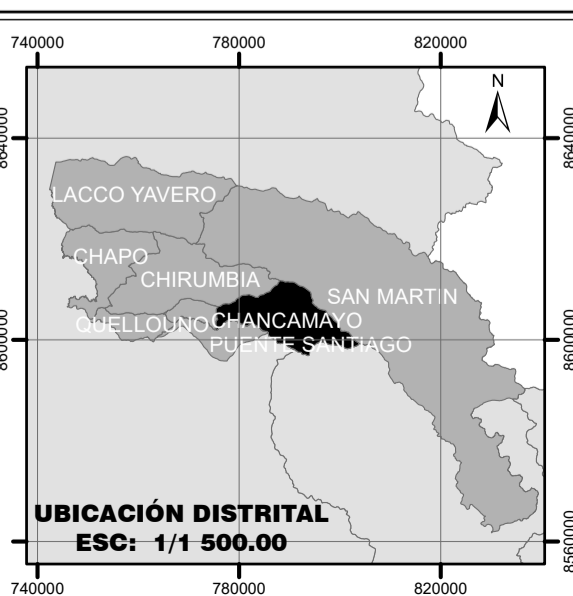 740000 780000 820000
N
8640000 8640000
LACCO YAVERO
CHAPO
CHIRUMBIA
SAN MARTIN
QUELLOUNO
CHANCAMAYO
PUENTE SANTIAGO
8600000 8600000
UBICACIÓN DISTRITAL
ESC: 1/1 500.00
8560000
740000 780000 820000